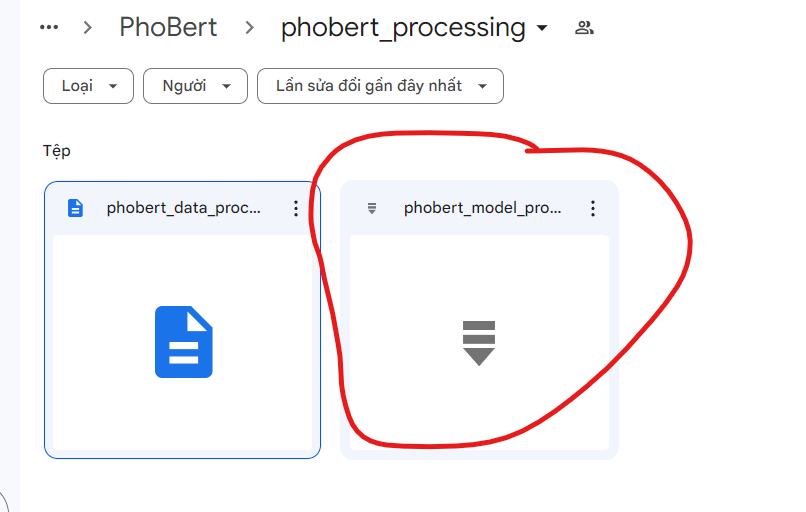 ••• > PhoBert > phobert_processing
Loại Người Lần sửa đổi gần đây nhất
Tệp
phobert_data_proc... phobert_model_pro...